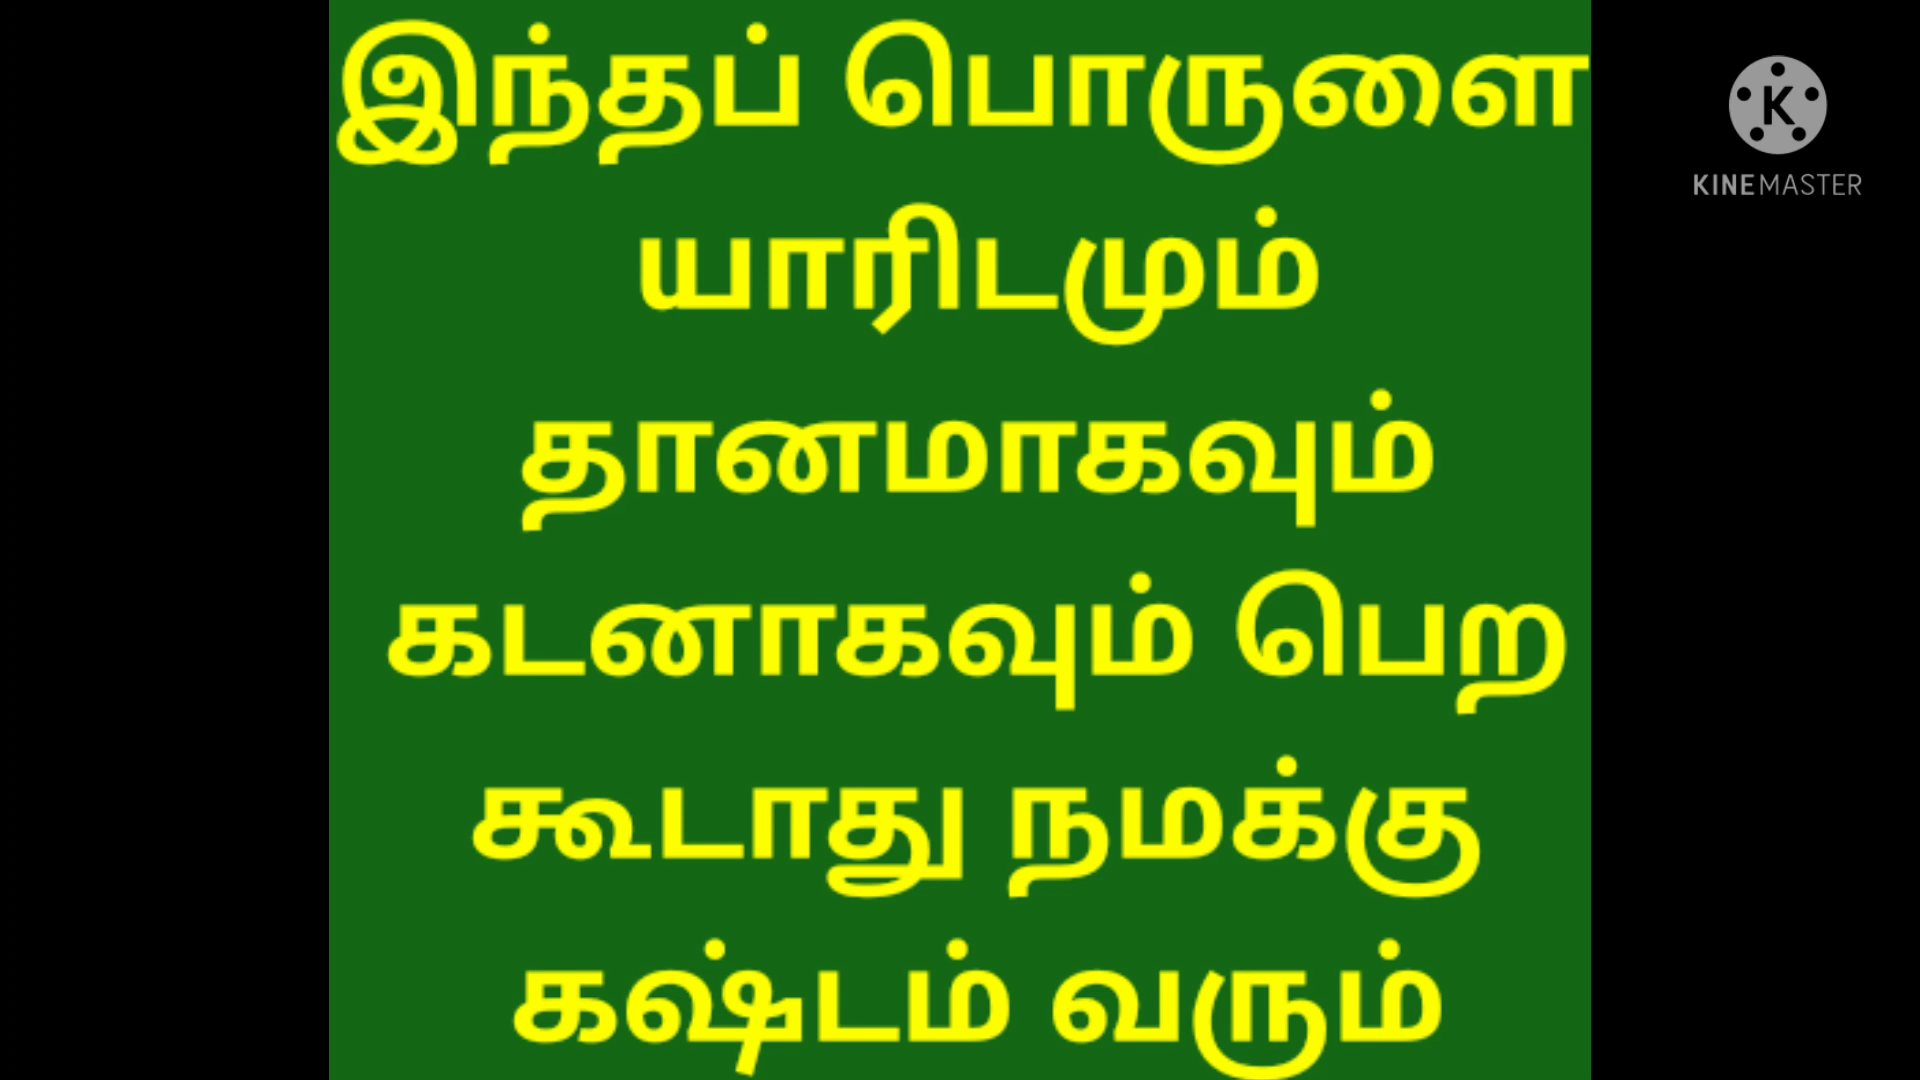 இந்தப் பொருளை
யாரிடமும்
தானமாகவும்
கடனாகவும் பெற
கூடாது நமக்கு
கஷ்டம் வரும்
K
KINEMASTER